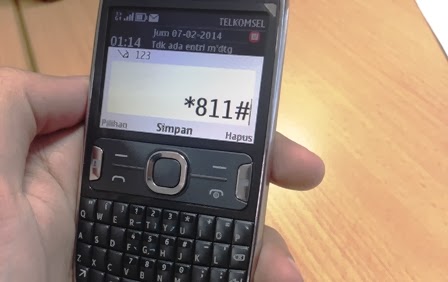 TELKOMSEL
Jum 07-02-2014
01:14 Tdk ada entri m'dtg
123
*811#
Pilihan Simpan Hapus
Q W E R T Y U I O P
A S D F G H J K L
Z X C V B N M